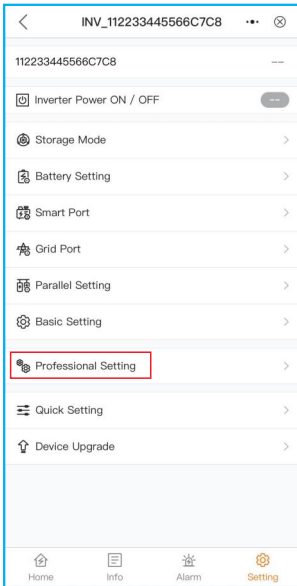 INV_112233445566C7C8
112233445566C7C8 --
Inverter Power ON / OFF --
Storage Mode
Battery Setting
Smart Port
Grid Port
Parallel Setting
Basic Setting
Professional Setting
Quick Setting
Device Upgrade
Home Info Alarm Setting